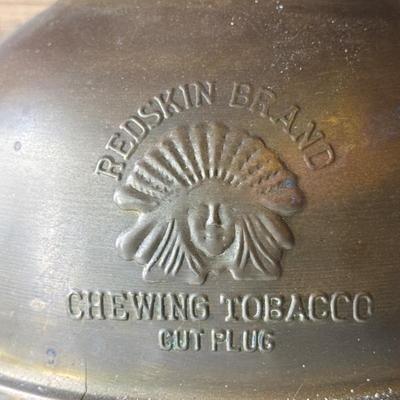 REDSKIN BRAND
CHEWING TOBACCO
CUT PLUG